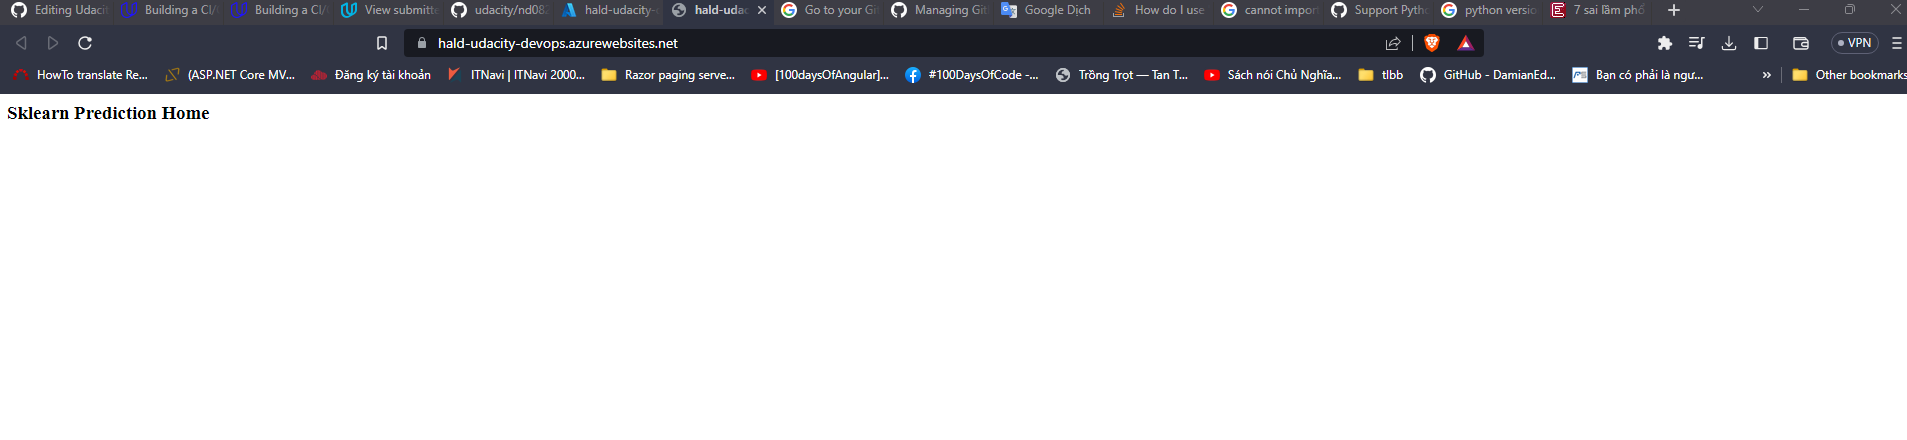 Editing Udacit Building a CI/ Building a CI/ View submitte udacity/nd082 hald-udacity- hald-udac Go to your Gi Managing Git Google Dịch How do I use cannot import Support Pytho python versio 7 sai lầm phổ
hald-udacity-devops.azurewebsites.net VPN
HowTo translate Re... (ASP.NET Core MV... Đăng ký tài khoản ITNavi | ITNavi 2000... Razor paging serve... [100daysOfAngular]... #100DaysOfCode -... Trồng Trọt — Tan T... Sách nói Chủ Nghĩa... tlbb GitHub - DamianEd... Bạn có phải là ngư... » Other bookmarks
Sklearn Prediction Home